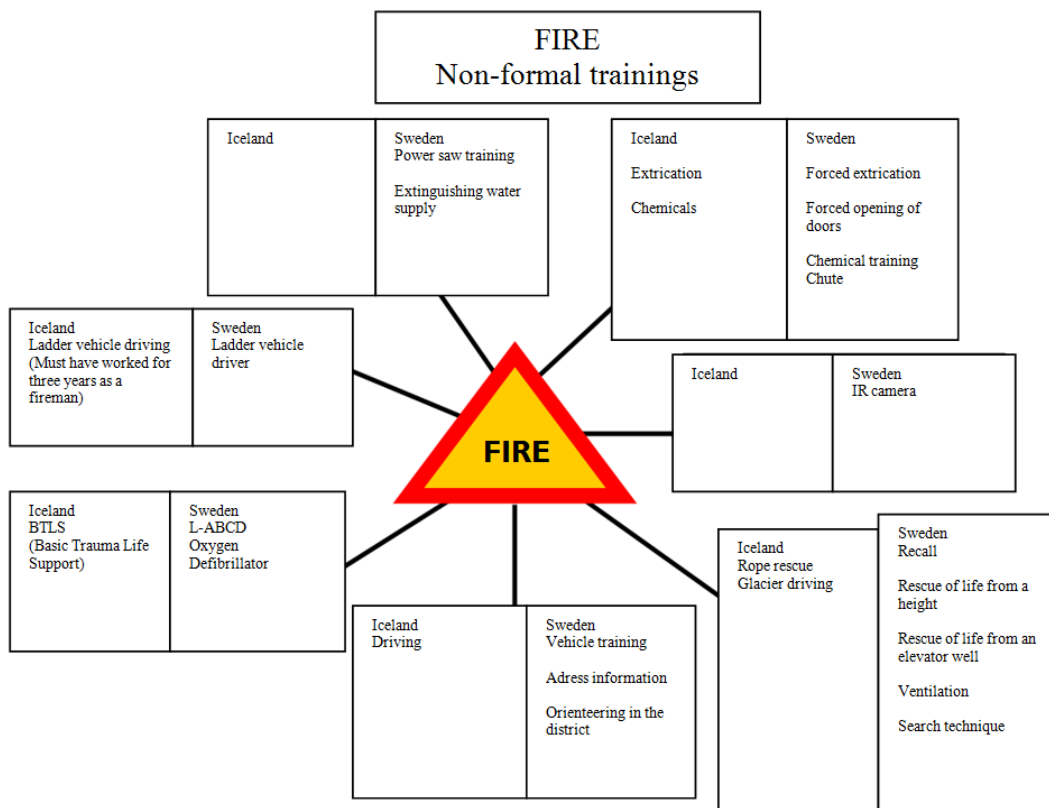 FIRE
Non-formal trainings
Iceland
Sweden
Power saw training
Extinguishing water
supply
Iceland
Extrication
Chemicals
Sweden
Forced extrication
Forced opening of
doors
Chemical training
Chute
Iceland
Ladder vehicle driving
(Must have worked for
three years as a
fireman)
Sweden
Ladder vehicle
driver
Iceland
Sweden
IR camera
FIRE
Iceland
BTLS
(Basic Trauma Life
Support)
Sweden
L-ABCD
Oxygen
Defibrillator
Iceland
Driving
Sweden
Vehicle training
Adress information
Orienteering in the
district
Iceland
Rope rescue
Glacier driving
Sweden
Recall
Rescue of life from a
height
Rescue of life from an
elevator well
Ventilation
Search technique